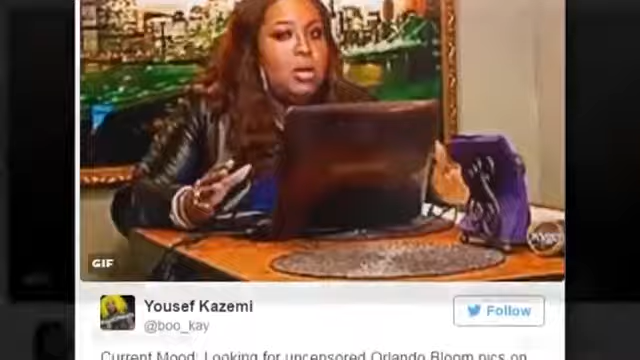 GIF
Yousef Kazemi
Follow
@boo_kay
Current Mood: Looking for uncensored Orlando Bloom pics on